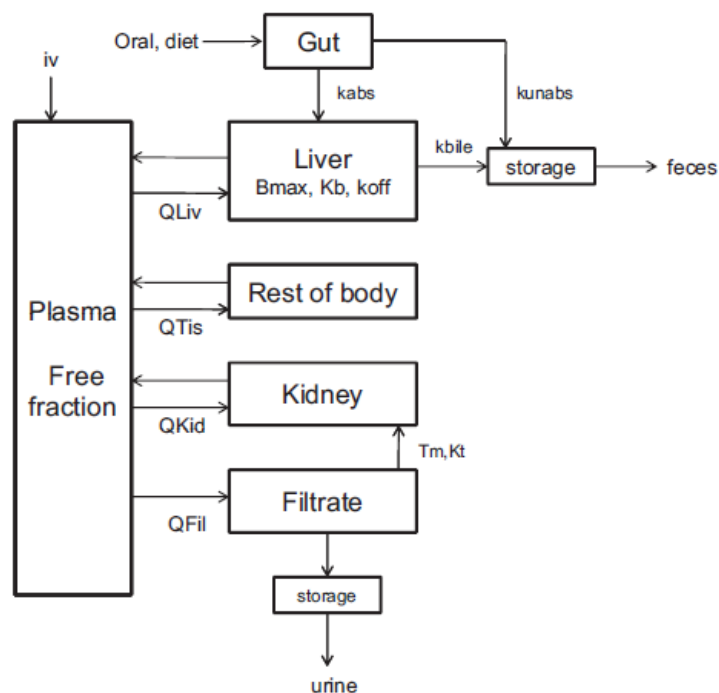 Oral, diet
Gut
iv
kabs
kunabs
Liver
Bmax, Kb, koff
kbile
storage
feces
QLiv
Rest of body
QTis
Plasma
Free
fraction
Kidney
QKid
Tm,Kt
Filtrate
QFil
storage
urine